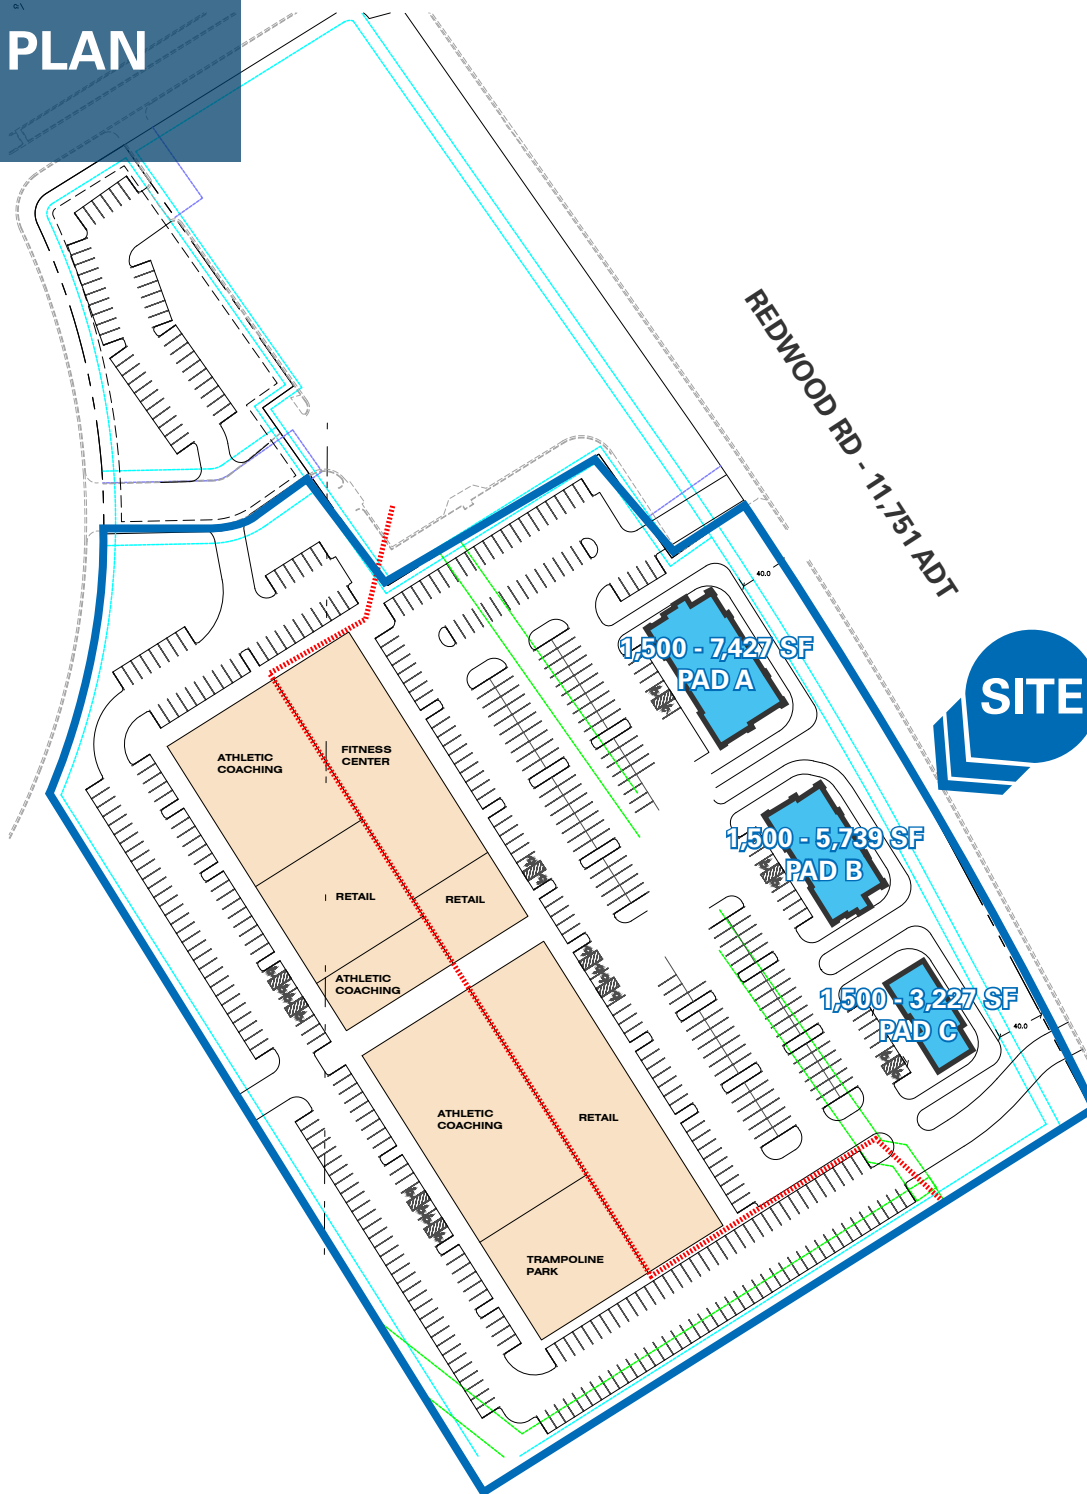 PLAN
REDWOOD RD - 11,751 ADT
40.0
1,500 - 7,427 SF
PAD A
SITE
ATHLETIC
COACHING
FITNESS
CENTER
1,500 - 5,739 SF
PAD B
RETAIL
RETAIL
ATHLETIC
COACHING
1,500 - 3,227 SF
PAD C
40.0
ATHLETIC
COACHING
RETAIL
TRAMPOLINE
PARK